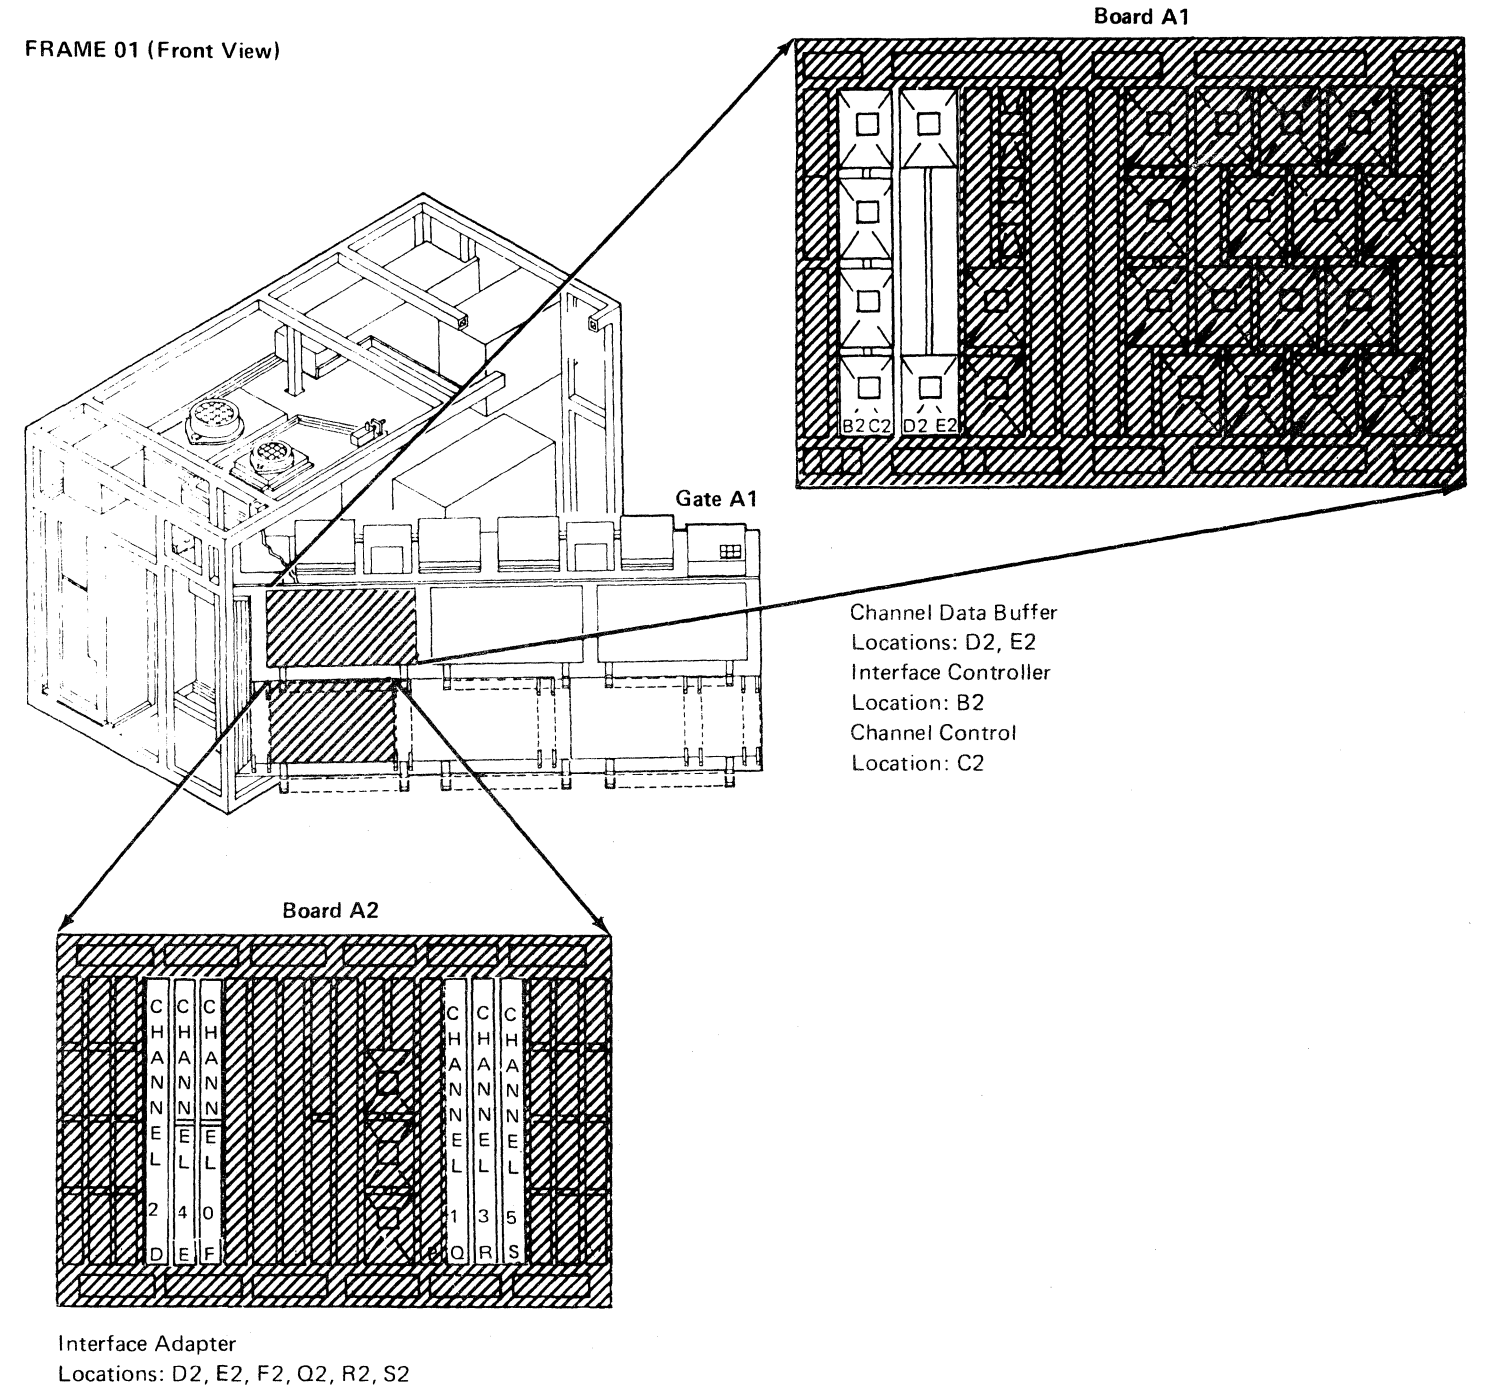 Board A1
FRAME 01 (Front View)
B2 C2 D2 E2
Gate A1
Channel Data Buffer
Locations: D2, E2
Interface Controller
Location: B2
Channel Control
Location: C2
Board A2
CHANNEL 2 D
CHANNEL 4 E
CHANNEL 0 F
CHANNEL 1 Q
CHANNEL 3 R
CHANNEL 5 S
Interface Adapter
Locations: D2, E2, F2, Q2, R2, S2